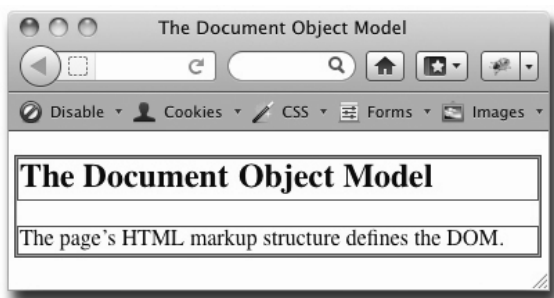 The Document Object Model
Disable Cookies CSS Forms Images
The Document Object Model
The page's HTML markup structure defines the DOM.